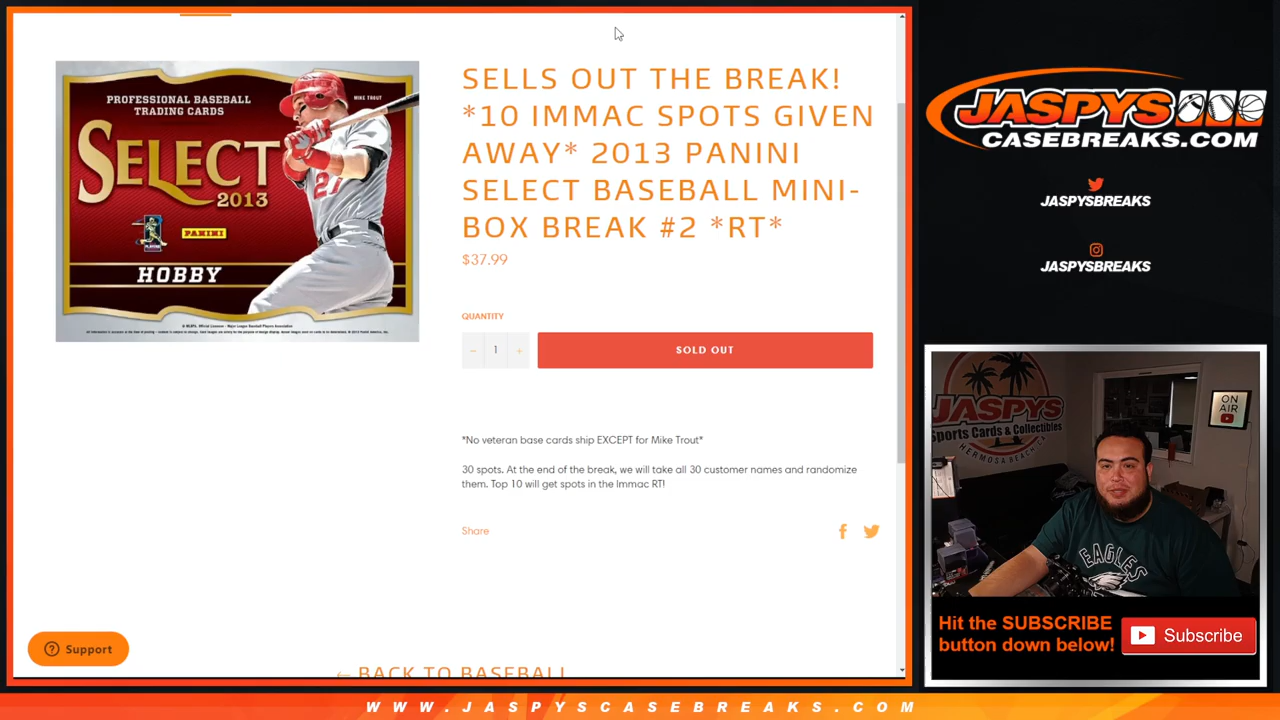 PROFESSIONAL BASEBALL
TRADING CARDS
MIKE TROUT
SELECT
2013
27
PANINI
HOBBY
SELLS OUT THE BREAK!
*10 IMMAC SPOTS GIVEN
AWAY* 2013 PANINI
SELECT BASEBALL MINI-
BOX BREAK #2 *RT*
$37.99
QUANTITY
− 1 +
SOLD OUT
*No veteran base cards ship EXCEPT for Mike Trout*
30 spots. At the end of the break, we will take all 30 customer names and randomize
them. Top 10 will get spots in the Immac RT!
Share
Support
← BACK TO BASEBALL
JASPYS
CASEBREAKS.COM
JASPYSBREAKS
JASPYSBREAKS
JASPYS
Sports Cards & Collectibles
HERMOSA BEACH, CA
ON
AIR
EAGLES
Hit the SUBSCRIBE
button down below!
Subscribe
WWW.JASPYSCASEBREAKS.COM